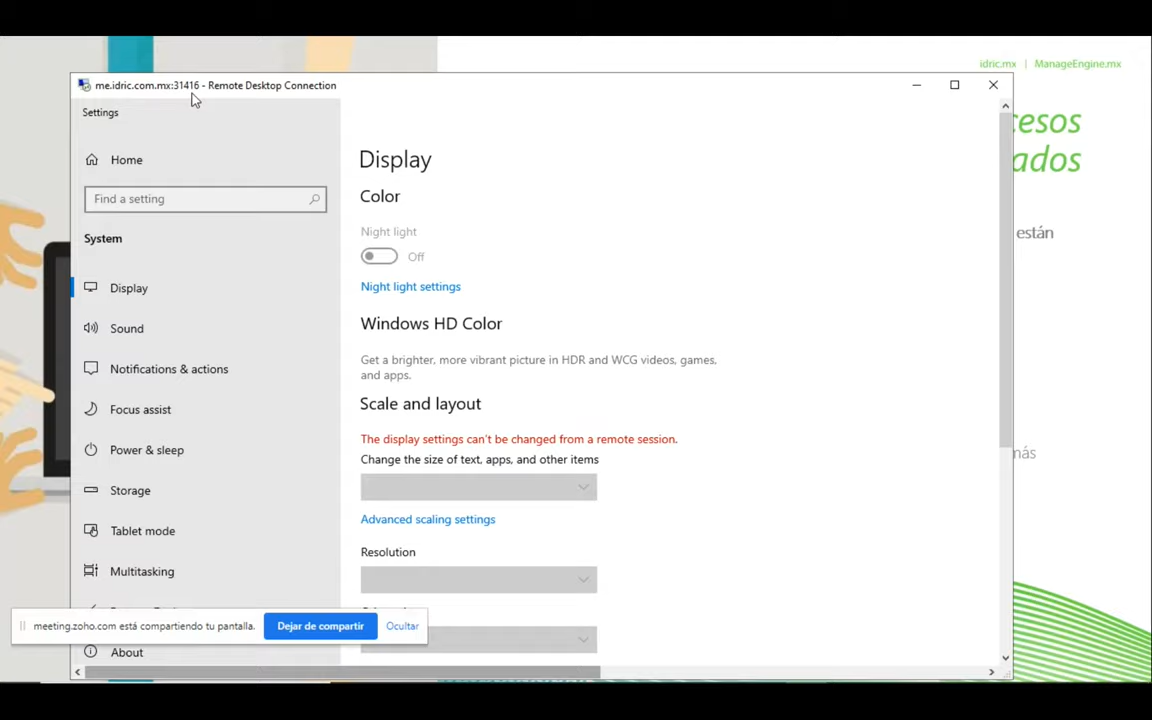 idric.mx | ManageEngine.mx
me.idric.com.mx:31416 - Remote Desktop Connection
Settings
cesos
ados
Home
Display
Find a setting
Color
Night light
están
System
Off
Night light settings
Display
Windows HD Color
Sound
Get a brighter, more vibrant picture in HDR and WCG videos, games,
and apps.
Notifications & actions
Scale and layout
Focus assist
The display settings can't be changed from a remote session.
Change the size of text, apps, and other items
Power & sleep
más
Storage
Advanced scaling settings
Tablet mode
Resolution
Multitasking
meeting.zoho.com está compartiendo tu pantalla.
Dejar de compartir
Ocultar
About